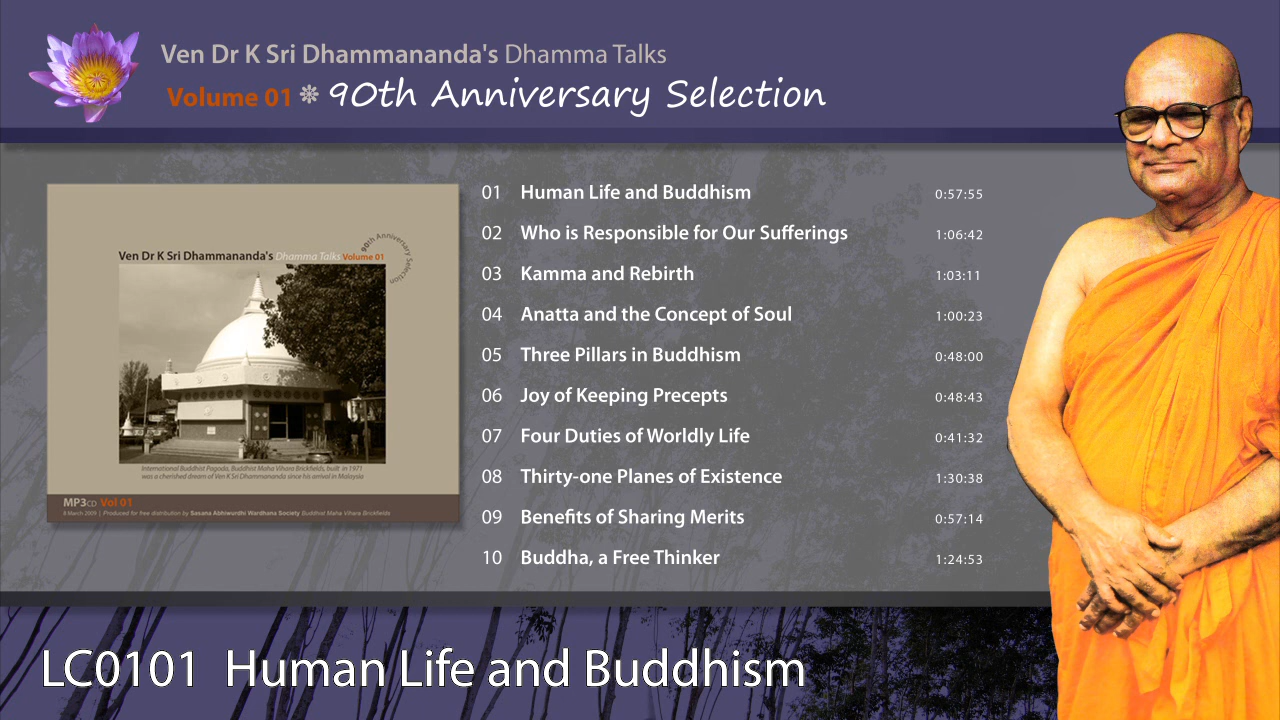 Ven Dr K Sri Dhammananda's Dhamma Talks
Volume 01 ❊ 90th Anniversary Selection
Ven Dr K Sri Dhammananda's Dhamma Talks Volume 01
90th Anniversary Selection
International Buddhist Pagoda, Buddhist Maha Vihara Brickfields, built in 1971
was a cherished dream of Ven K Sri Dhammananda since his arrival in Malaysia
MP3CD Vol 01
8 March 2009 | Produced for free distribution by Sasana Abhiwurdhi Wardhana Society Buddhist Maha Vihara Brickfields
01 Human Life and Buddhism 0:57:55
02 Who is Responsible for Our Sufferings 1:06:42
03 Kamma and Rebirth 1:03:11
04 Anatta and the Concept of Soul 1:00:23
05 Three Pillars in Buddhism 0:48:00
06 Joy of Keeping Precepts 0:48:43
07 Four Duties of Worldly Life 0:41:32
08 Thirty-one Planes of Existence 1:30:38
09 Benefits of Sharing Merits 0:57:14
10 Buddha, a Free Thinker 1:24:53
LC0101 Human Life and Buddhism